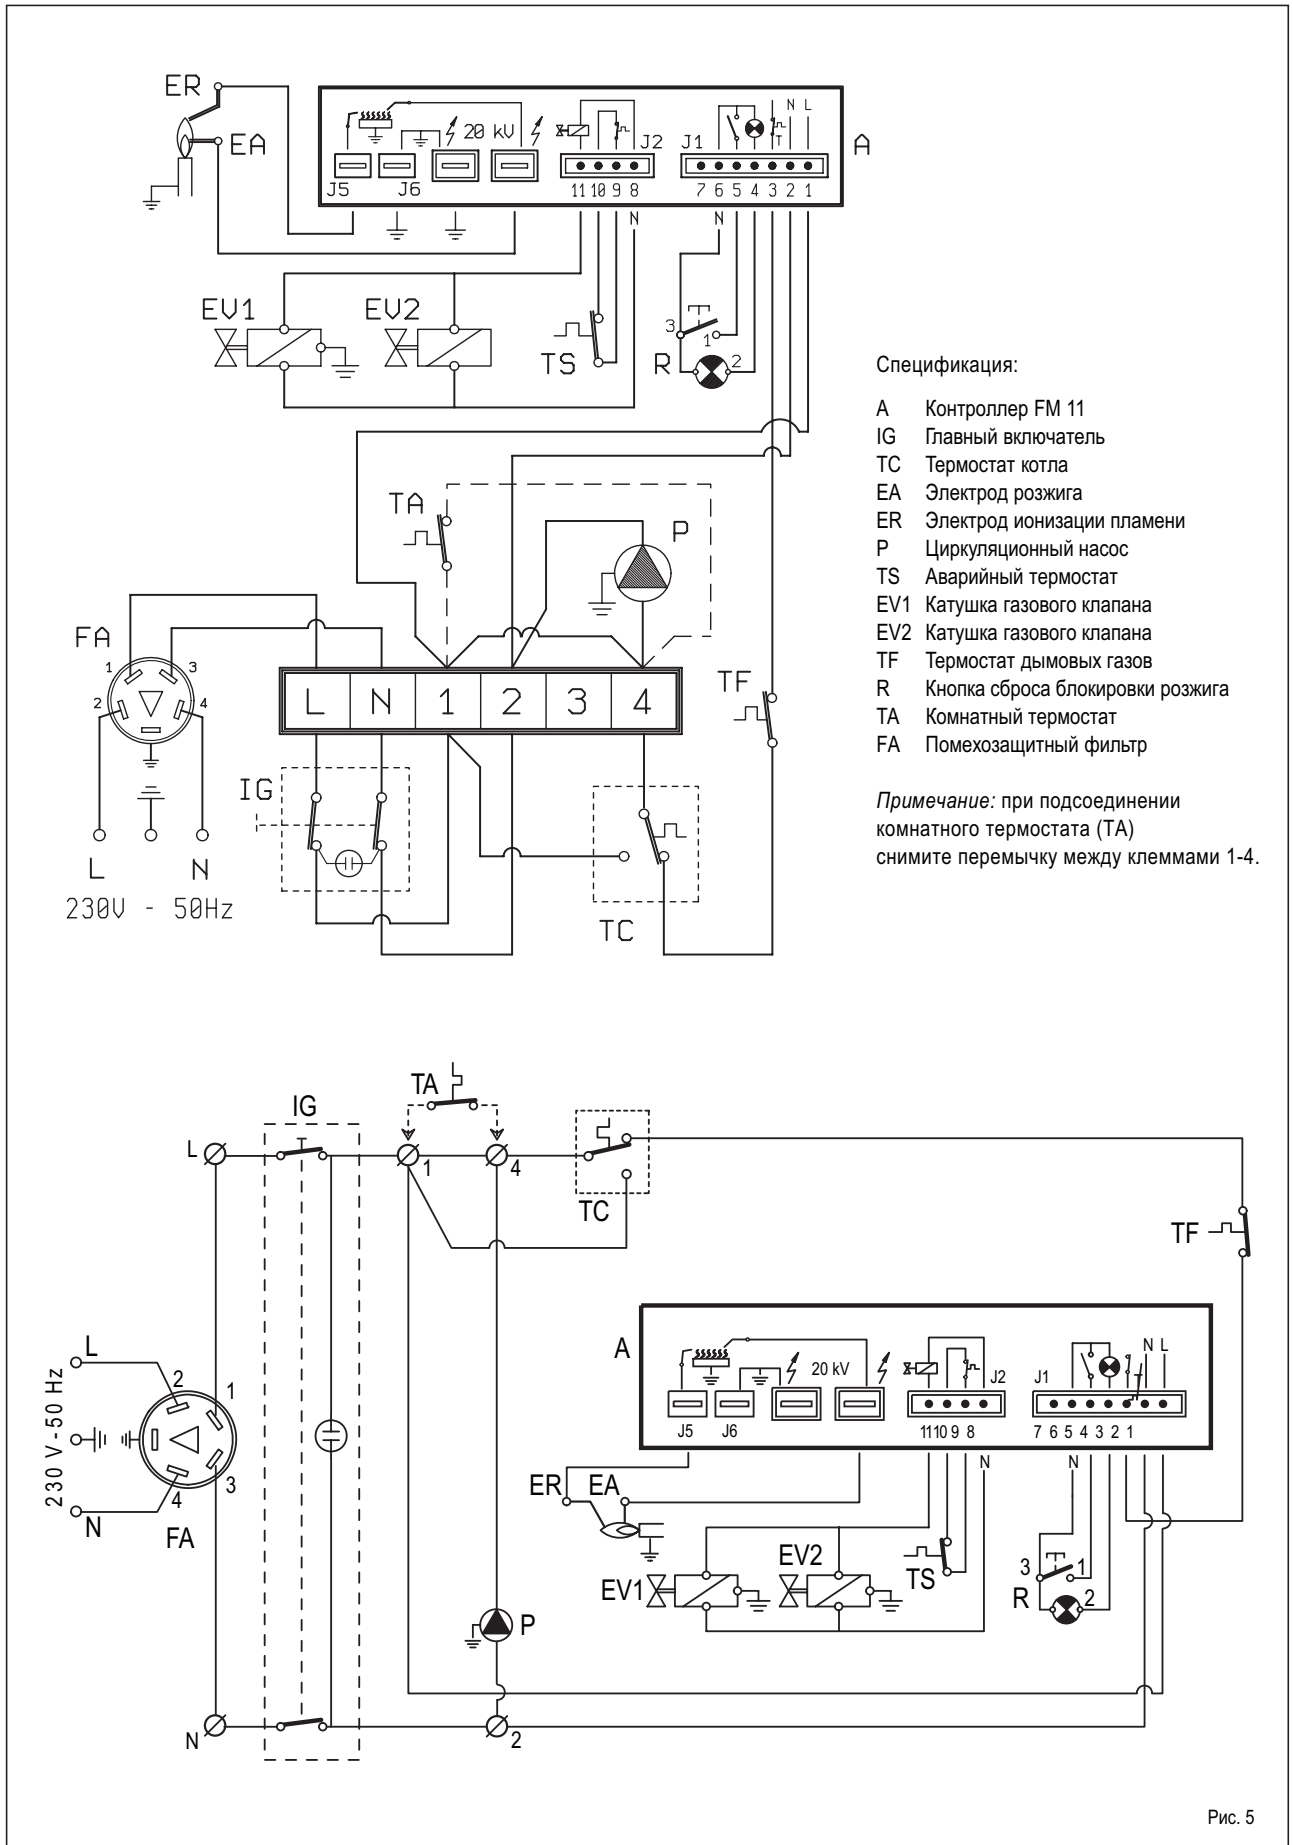 ER
EA
20 kV
N L
J2
J1
A
J5
J6
11 10 9 8
7 6 5 4 3 2 1
N
N
T
EV1
EV2
TS
3
1
R
2
Спецификация:
A Контроллер FM 11
IG Главный включатель
TC Термостат котла
EA Электрод розжига
ER Электрод ионизации пламени
P Циркуляционный насос
TS Аварийный термостат
EV1 Катушка газового клапана
EV2 Катушка газового клапана
TF Термостат дымовых газов
R Кнопка сброса блокировки розжига
TA Комнатный термостат
FA Помехозащитный фильтр
Примечание: при подсоединении
комнатного термостата (TA)
снимите перемычку между клеммами 1-4.
TA
P
FA
1
3
2
4
L N 1 2 3 4
TF
IG
L
N
230V - 50Hz
TC
TA
IG
L
1
4
TC
TF
A
20 kV
N L
J2
J1
J5
J6
11 10 9 8
7 6 5 4 3 2 1
N
N
L
2
1
230 V - 50 Hz
4
3
N
FA
ER
EA
EV1
EV2
TS
3
1
R
2
P
N
2
Рис. 5